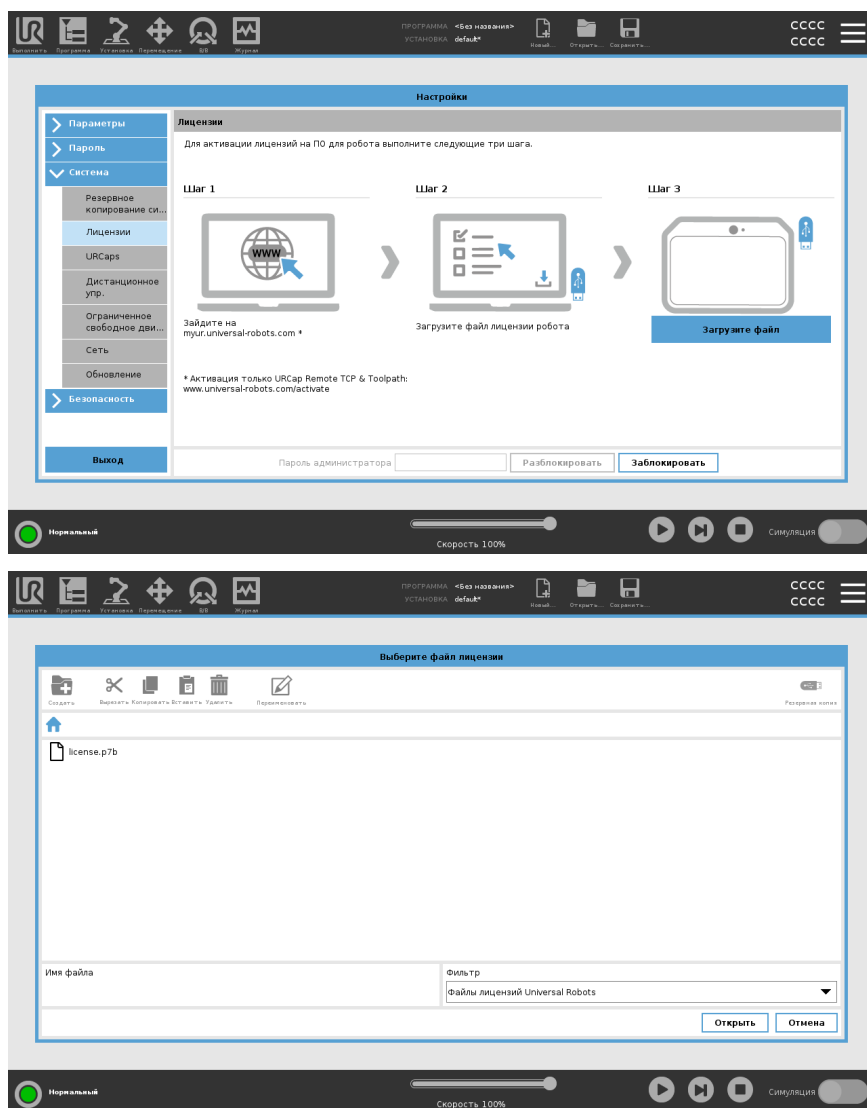 ПРОГРАММА <Без названия>
УСТАНОВКА default*
Выполнить Программа Установка Перемещение В/В Журнал
Новый... Открыть... Сохранить...
CCCC
CCCC
Настройки
Параметры
Пароль
Система
Резервное
копирование си...
Лицензии
URCaps
Дистанционное
упр.
Ограниченное
свободное дви...
Сеть
Обновление
Безопасность
Выход
Лицензии
Для активации лицензий на ПО для робота выполните следующие три шага.
Шаг 1
WWW
Зайдите на
myur.universal-robots.com *
Шаг 2
Загрузите файл лицензии робота
Шаг 3
Загрузите файл
* Активация только URCap Remote TCP & Toolpath:
www.universal-robots.com/activate
Пароль администратора Разблокировать Заблокировать
Нормальный
Скорость 100%
Симуляция
ПРОГРАММА <Без названия>
УСТАНОВКА default*
Выполнить Программа Установка Перемещение В/В Журнал
Новый... Открыть... Сохранить...
CCCC
CCCC
Выберите файл лицензии
Создать Вырезать Копировать Вставить Удалить Переименовать Резервная копия
license.p7b
Имя файла
Фильтр
Файлы лицензий Universal Robots
Открыть Отмена
Нормальный
Скорость 100%
Симуляция